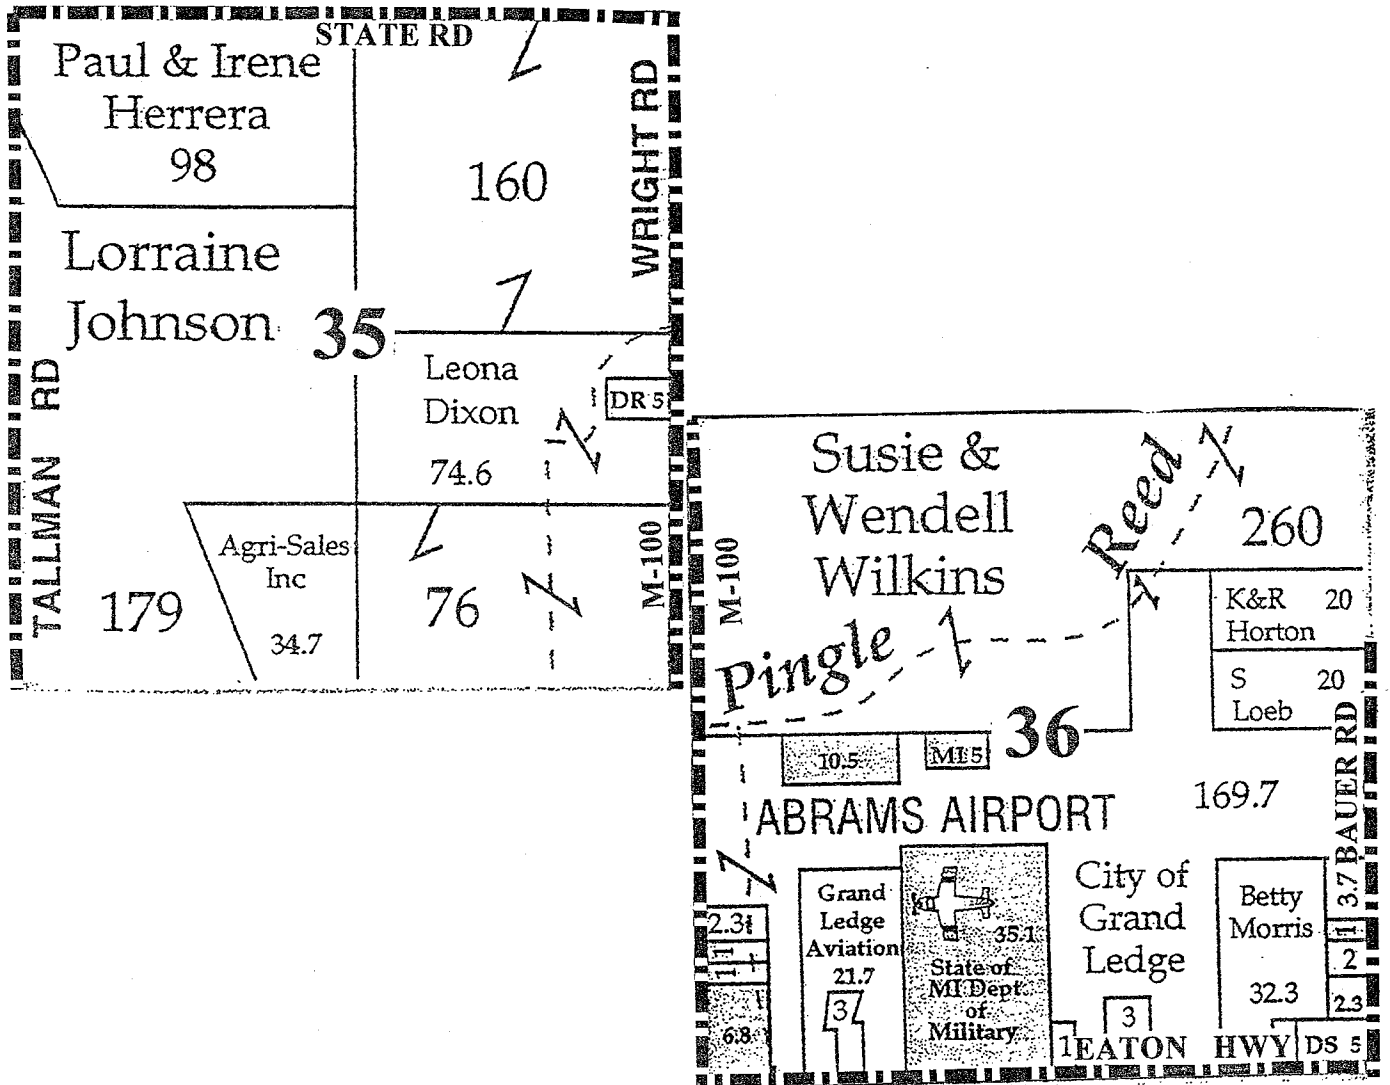 STATE RD
Paul & Irene
Herrera
98
160
WRIGHT RD
Lorraine
Johnson
35
TALLMAN RD
Leona
Dixon
74.6
DR 5
Agri-Sales
Inc
34.7
179
76
M-100
Susie &
Wendell
Wilkins
Reed
260
M-100
K&R 20
Horton
Pingle
S 20
Loeb
36
10.5
MI 5
BAUER RD
169.7
ABRAMS AIRPORT
3.7
City of
Grand
Ledge
Grand
Ledge
Aviation
21.7
3
35.1
State of
MI Dept
of
Military
Betty
Morris
32.3
2.3
1
1
6.8
1
2
2.3
3
1
EATON HWY
DS 5